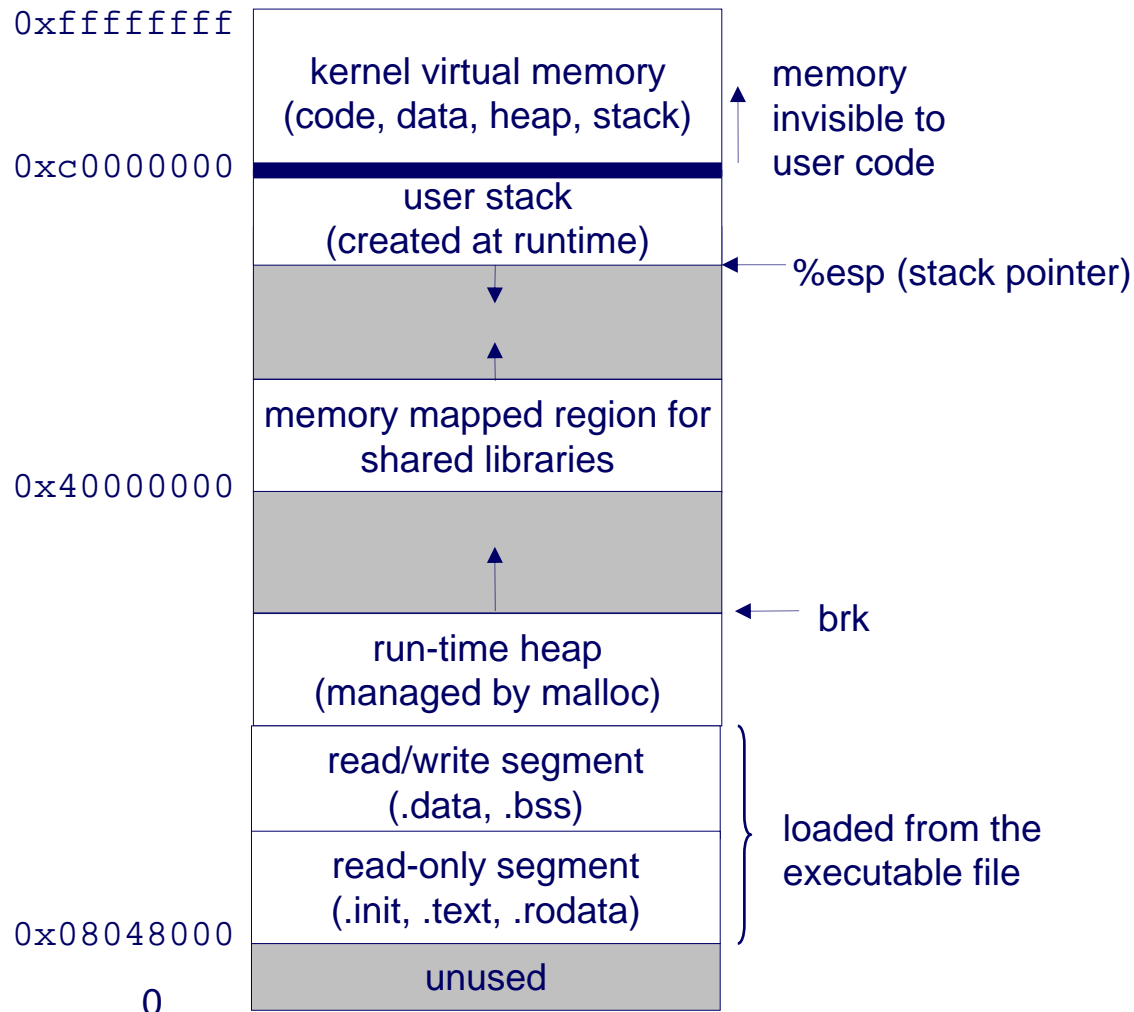 0xffffffff
kernel virtual memory
(code, data, heap, stack)
memory
invisible to
user code
0xc0000000
user stack
(created at runtime)
%esp (stack pointer)
memory mapped region for
shared libraries
0x40000000
brk
run-time heap
(managed by malloc)
read/write segment
(.data, .bss)
loaded from the
executable file
read-only segment
(.init, .text, .rodata)
0x08048000
unused
0